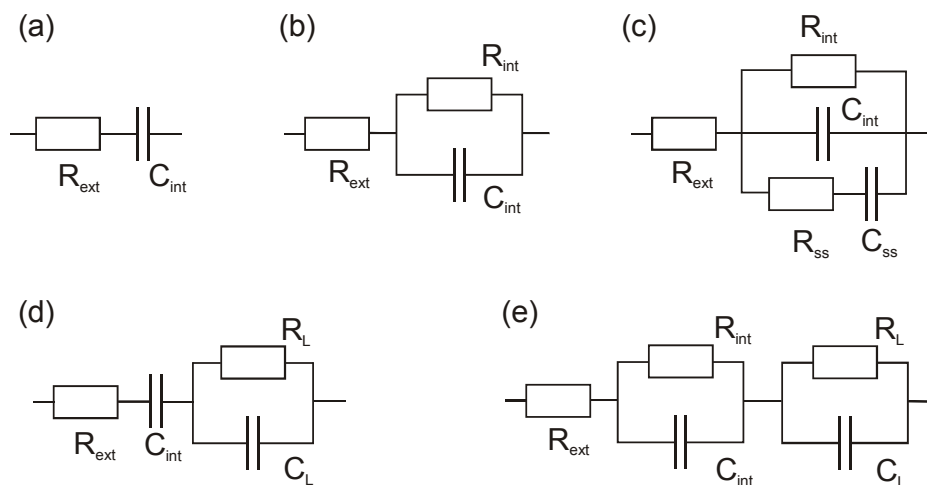 (a)
R_ext
C_int
(b)
R_int
R_ext
C_int
(c)
R_int
C_int
R_ext
R_ss
C_ss
(d)
R_L
R_ext
C_int
C_L
(e)
R_int
R_L
R_ext
C_int
C_L